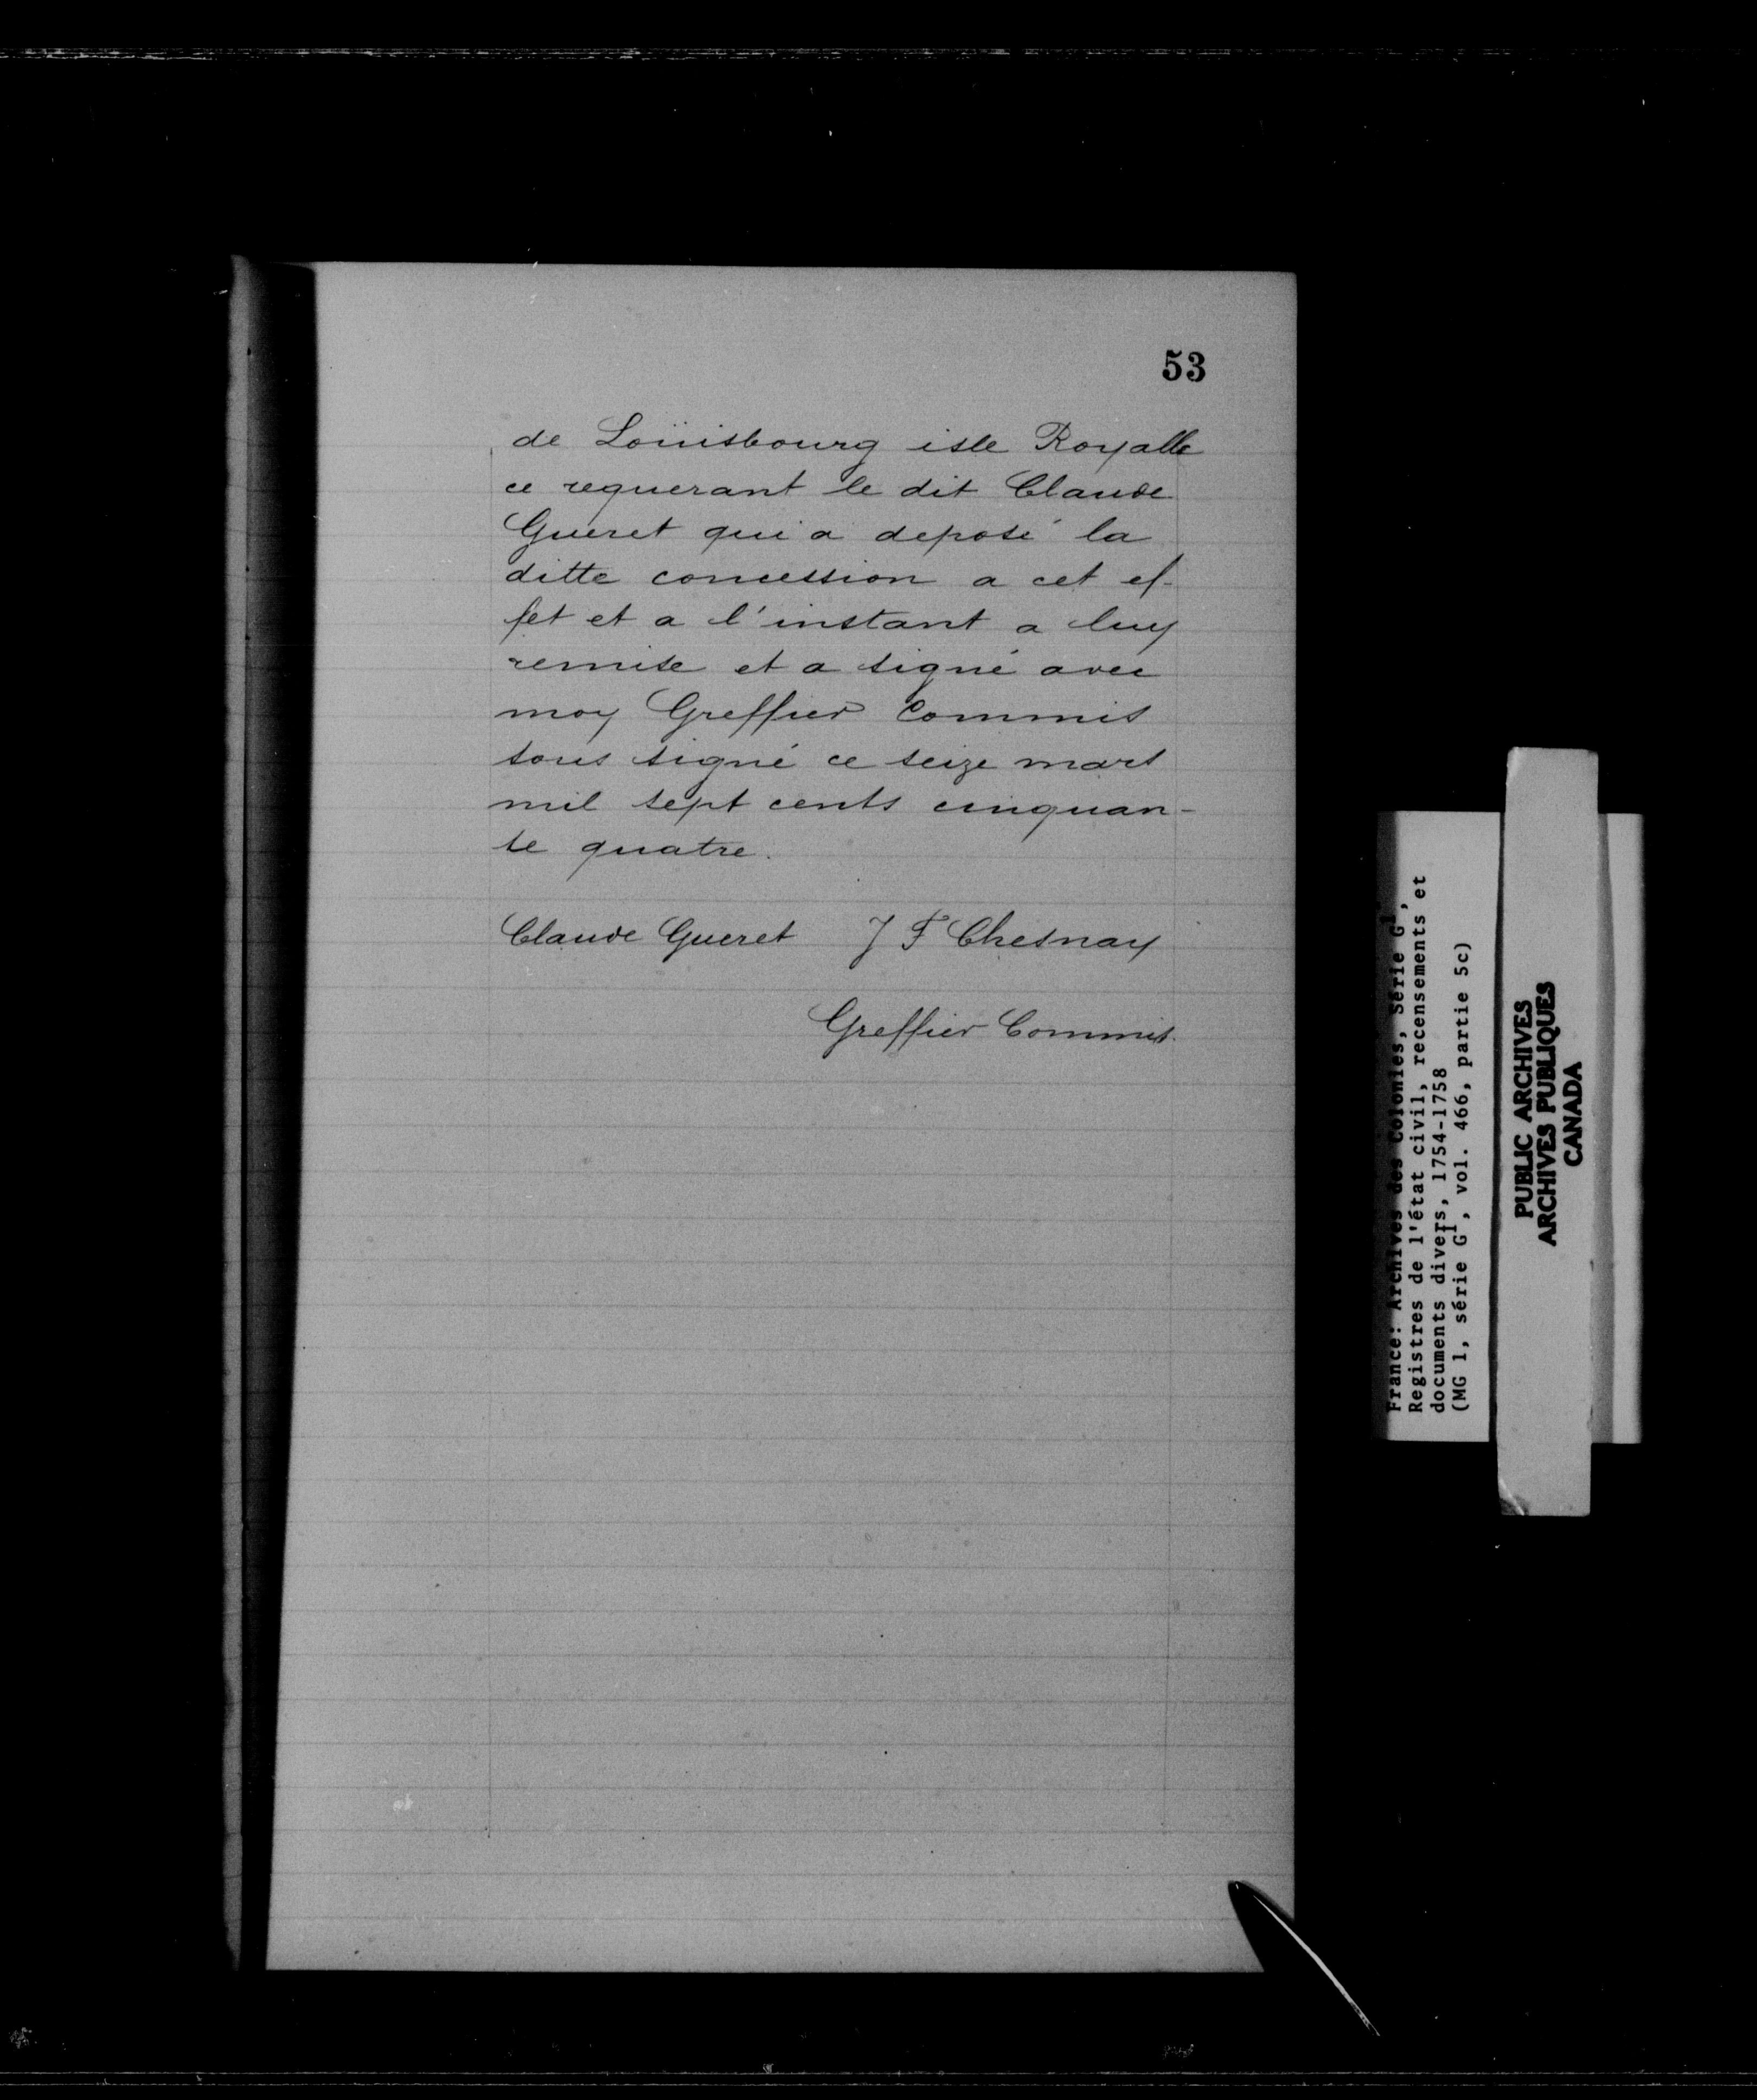 53
de Loüisbourg isle Royalle
ce requerant le dit Claude
Gueret qui a deposé la
ditte concession a cet ef-
fet et a l'instant a luy
remise et a signé avec
moy Greffier Commis
sous signé ce seize mars
mil sept cents cinquan-
te quatre.
Claude Gueret J F Chesnay
Greffier Commis.
France: Archives des Colonies, Série G1,
Registres de l'état civil, recensements et
documents divers, 1754-1758
(MG 1, série G1, vol. 466, partie 5c)
PUBLIC ARCHIVES
ARCHIVES PUBLIQUES
CANADA